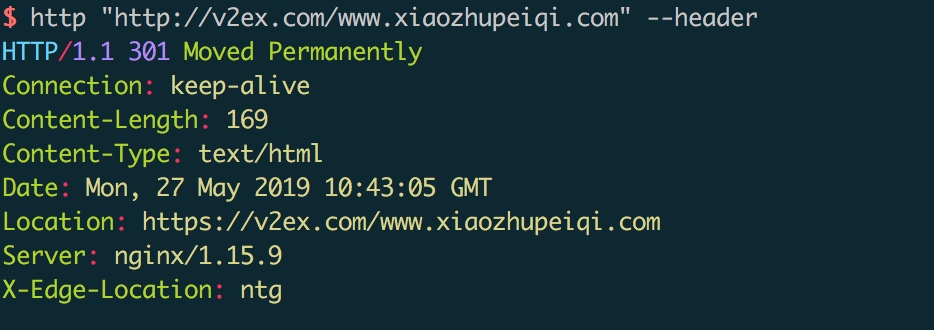 $ http "http://v2ex.com/www.xiaozhupeiqi.com" --header
HTTP/1.1 301 Moved Permanently
Connection: keep-alive
Content-Length: 169
Content-Type: text/html
Date: Mon, 27 May 2019 10:43:05 GMT
Location: https://v2ex.com/www.xiaozhupeiqi.com
Server: nginx/1.15.9
X-Edge-Location: ntg